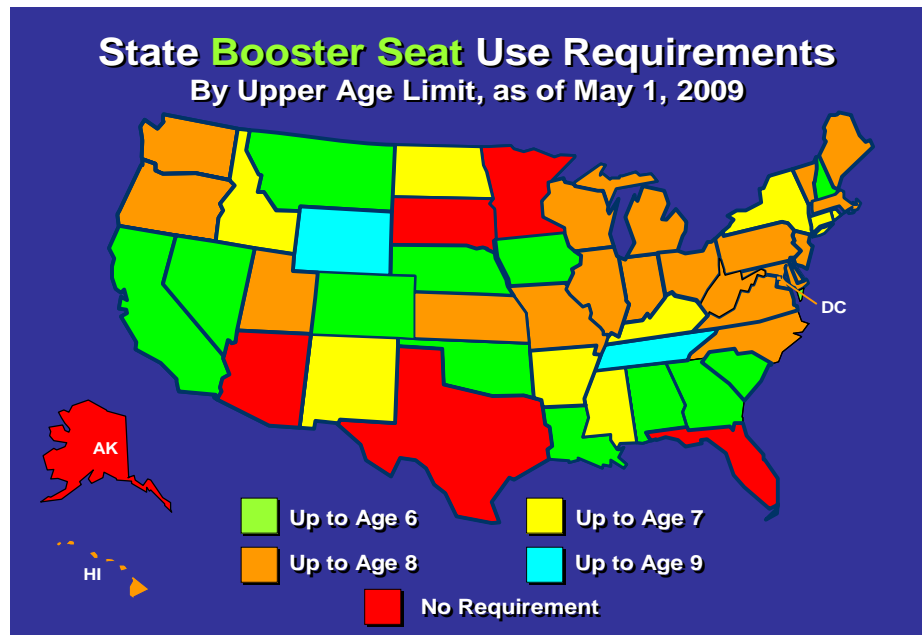 State Booster Seat Use Requirements
By Upper Age Limit, as of May 1, 2009
DC
AK
HI
Up to Age 6
Up to Age 7
Up to Age 8
Up to Age 9
No Requirement